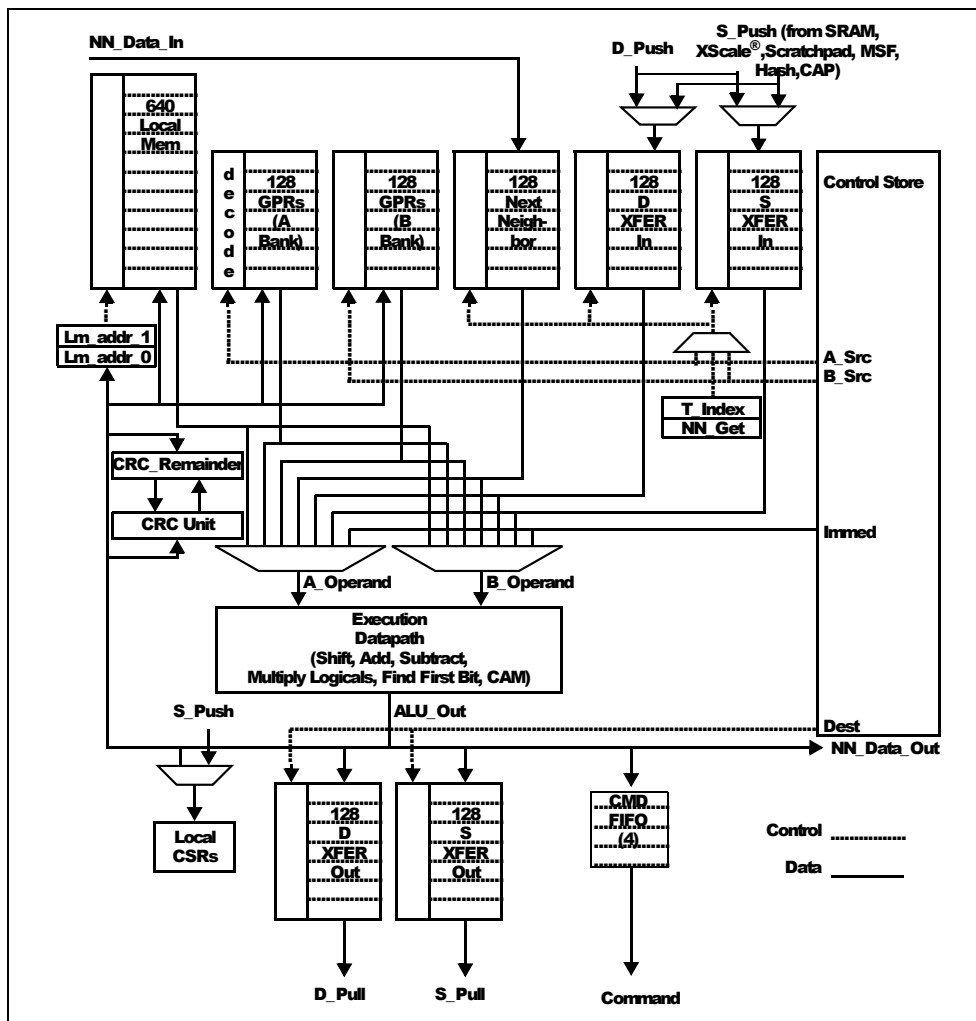 NN_Data_In
D_Push
S_Push (from SRAM,
XScale®,Scratchpad, MSF,
Hash,CAP)
640
Local
Mem
d
e
c
o
d
e
128
GPRs
(A
Bank)
128
GPRs
(B
Bank)
128
Next
Neigh-
bor
128
D
XFER
In
128
S
XFER
In
Control Store
Lm_addr_1
Lm_addr_0
A_Src
B_Src
T_Index
NN_Get
CRC_Remainder
CRC Unit
Immed
A_Operand
B_Operand
Execution
Datapath
(Shift, Add, Subtract,
Multiply Logicals, Find First Bit, CAM)
S_Push
ALU_Out
Dest
NN_Data_Out
Local
CSRs
128
D
XFER
Out
128
S
XFER
Out
CMD
FIFO
(4)
Control
Data
D_Pull
S_Pull
Command